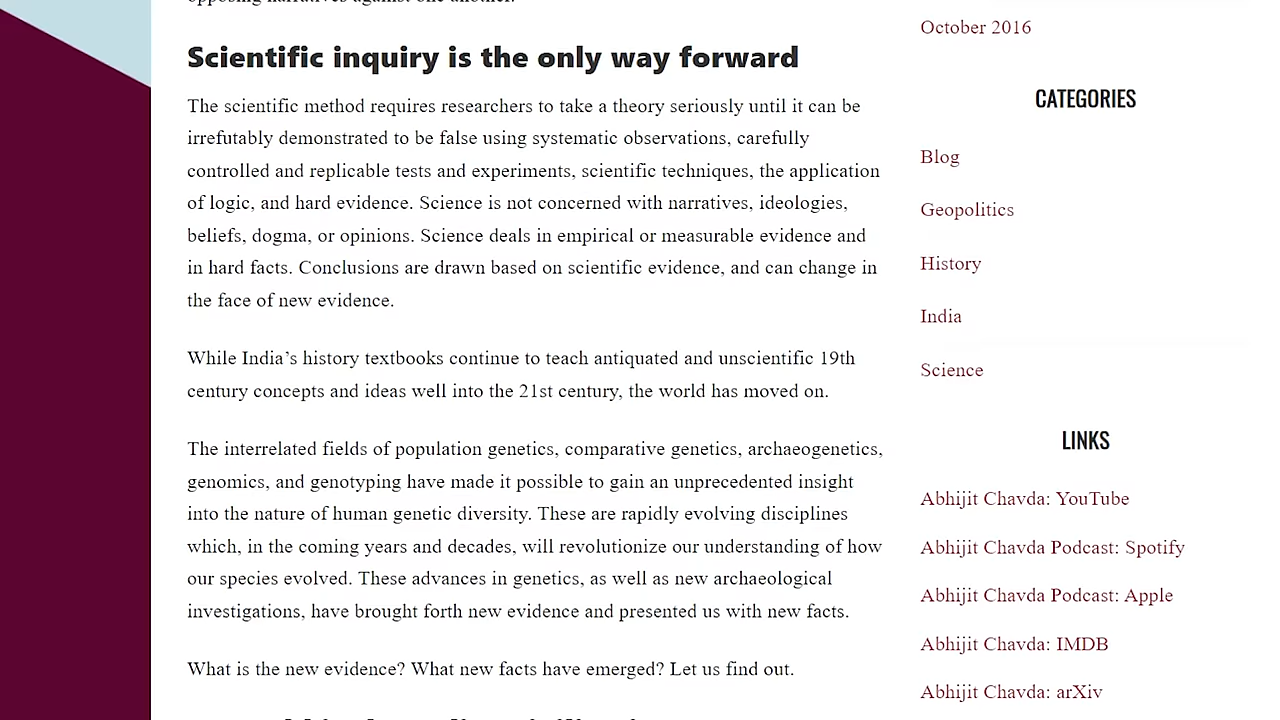 Scientific inquiry is the only way forward
The scientific method requires researchers to take a theory seriously until it can be
irrefutably demonstrated to be false using systematic observations, carefully
controlled and replicable tests and experiments, scientific techniques, the application
of logic, and hard evidence. Science is not concerned with narratives, ideologies,
beliefs, dogma, or opinions. Science deals in empirical or measurable evidence and
in hard facts. Conclusions are drawn based on scientific evidence, and can change in
the face of new evidence.
While India’s history textbooks continue to teach antiquated and unscientific 19th
century concepts and ideas well into the 21st century, the world has moved on.
The interrelated fields of population genetics, comparative genetics, archaeogenetics,
genomics, and genotyping have made it possible to gain an unprecedented insight
into the nature of human genetic diversity. These are rapidly evolving disciplines
which, in the coming years and decades, will revolutionize our understanding of how
our species evolved. These advances in genetics, as well as new archaeological
investigations, have brought forth new evidence and presented us with new facts.
What is the new evidence? What new facts have emerged? Let us find out.
October 2016
CATEGORIES
Blog
Geopolitics
History
India
Science
LINKS
Abhijit Chavda: YouTube
Abhijit Chavda Podcast: Spotify
Abhijit Chavda Podcast: Apple
Abhijit Chavda: IMDB
Abhijit Chavda: arXiv